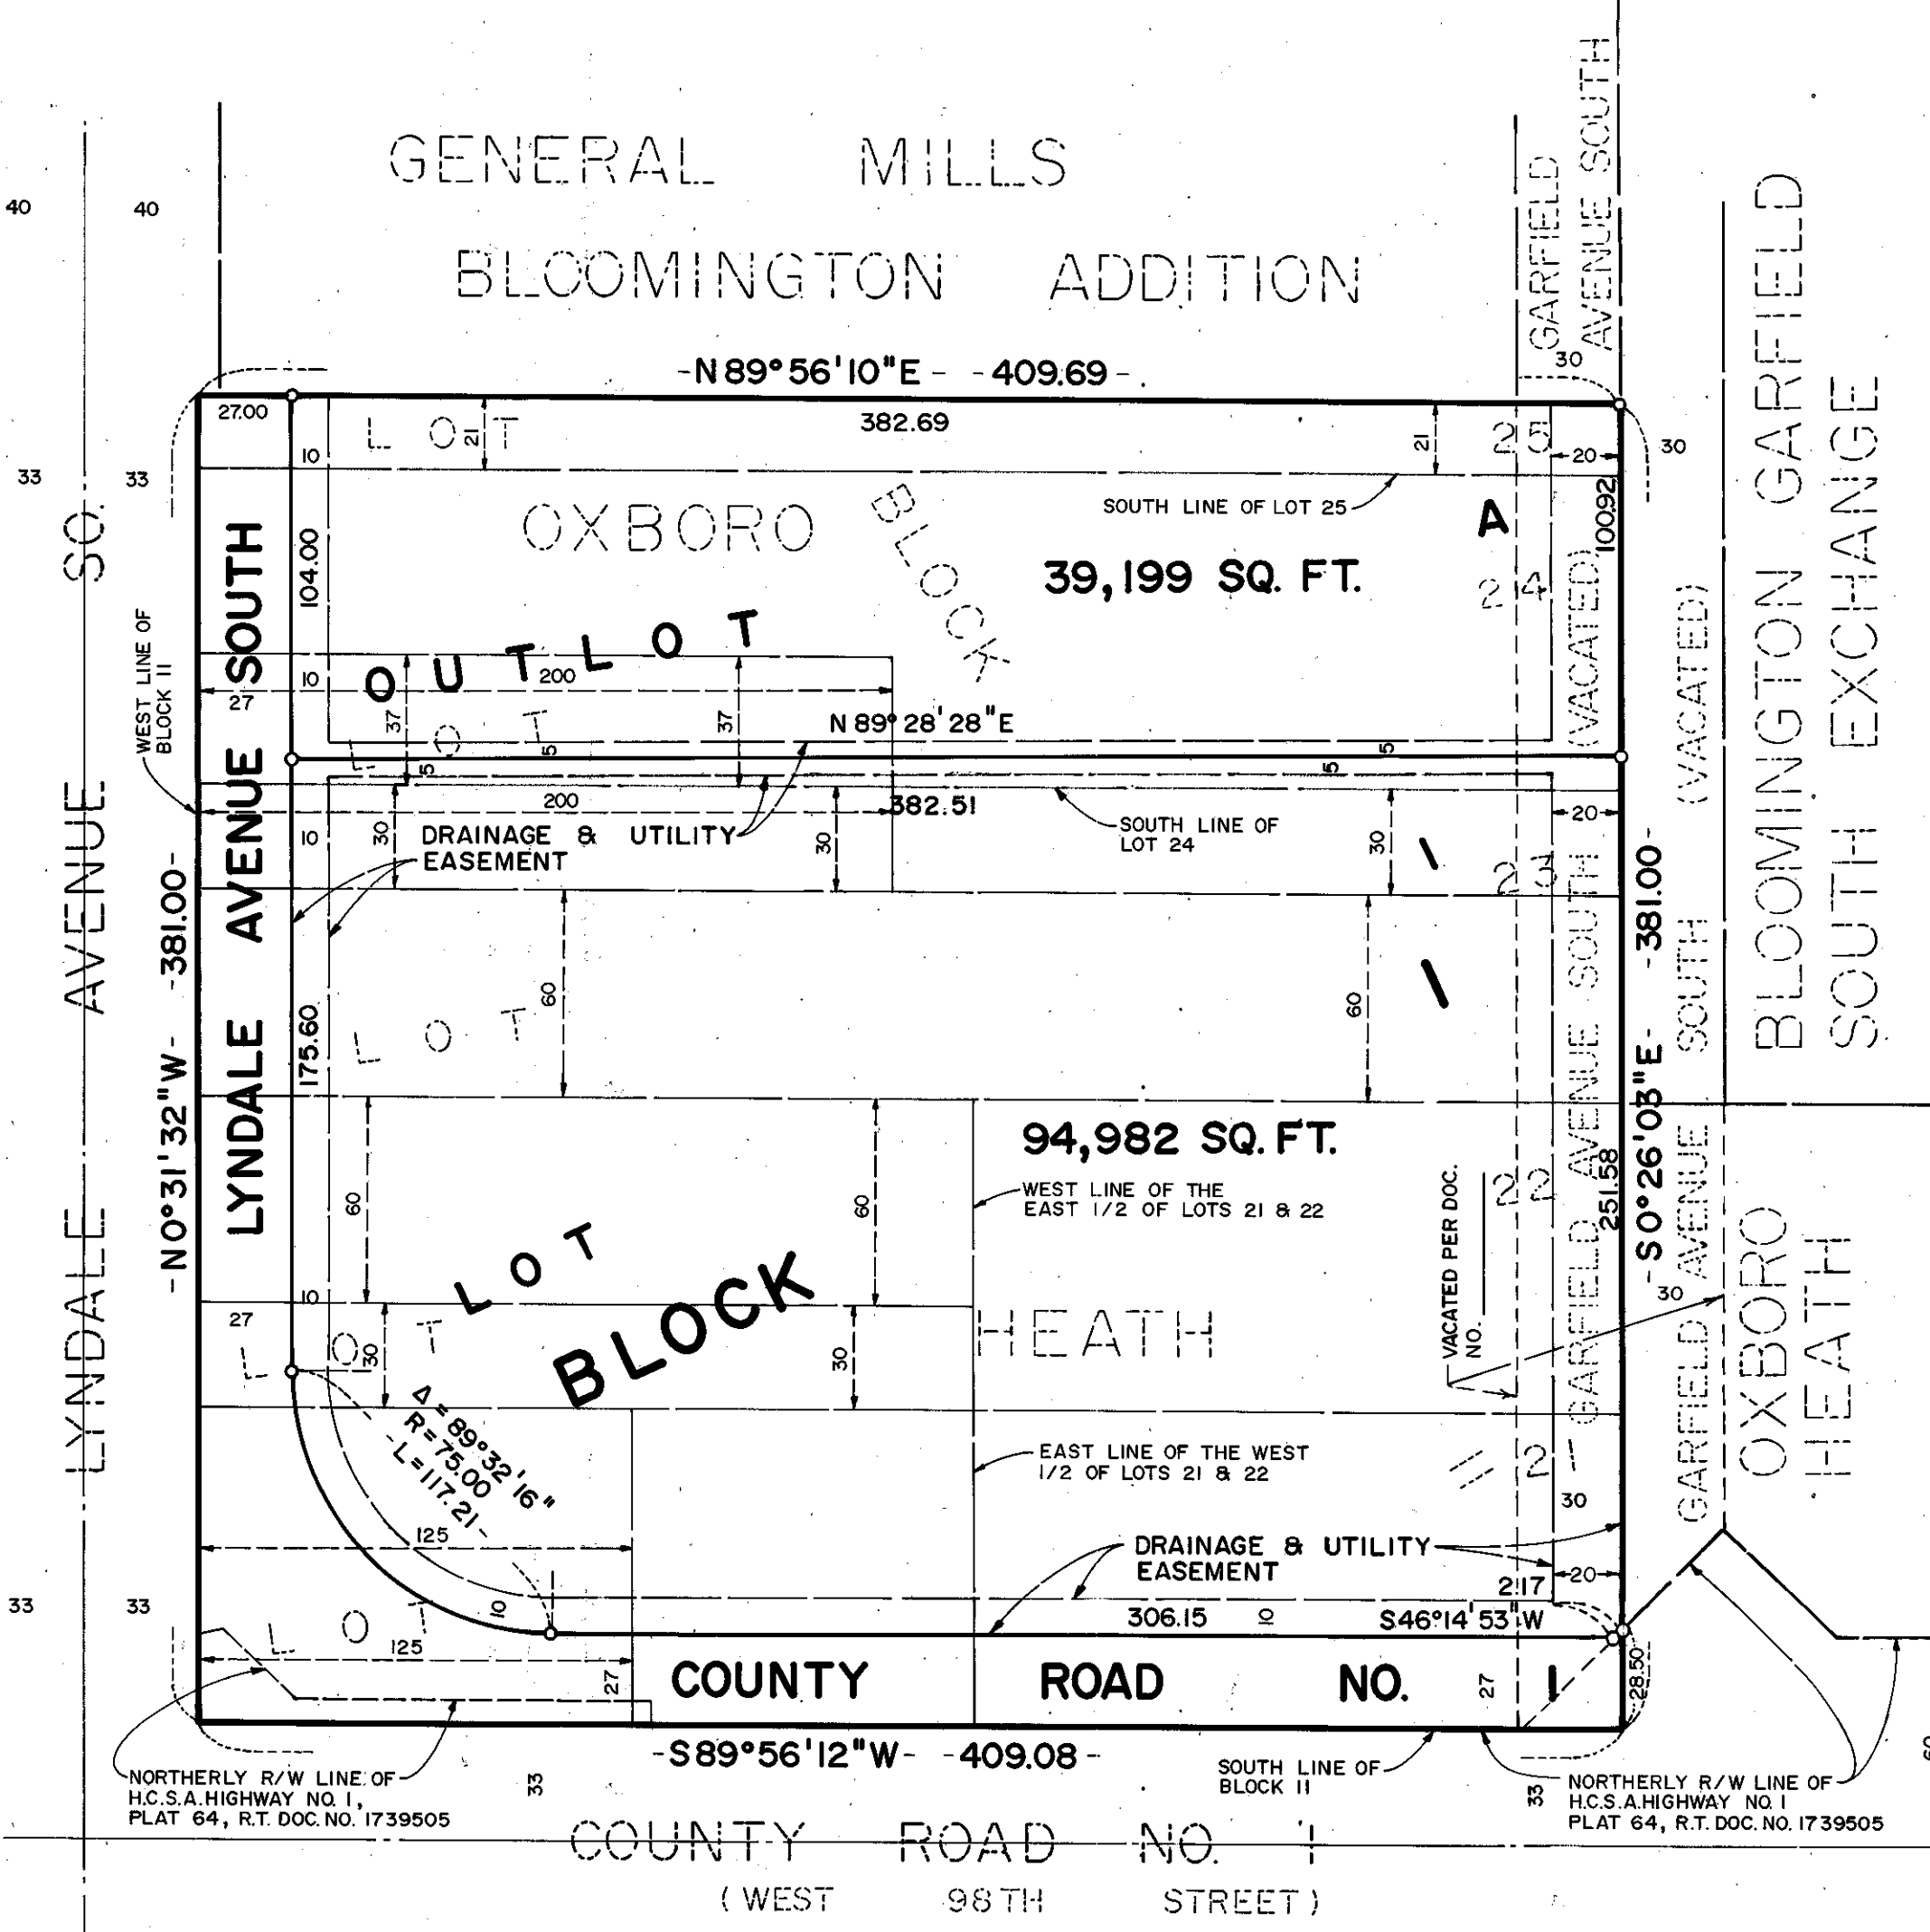 GENERAL MILLS
BLOOMINGTON ADDITION
GARFIELD
AVENUE SOUTH
40
40
30
-N 89° 56' 10" E - - 409.69 -
27.00
382.69
LOT
21
21
25
20
30
10
33
33
SOUTH LINE OF LOT 25
OXBORO
BLOCK
A
100.92
104.00
39,199 SQ. FT.
24
(VACATED)
OUTLOT
WEST LINE OF
BLOCK 11
10
200
27
37
37
LOT
N 89° 28' 28" E
5
5
5
5
200
382.51
20
10
30
30
30
DRAINAGE & UTILITY
EASEMENT
SOUTH LINE OF
LOT 24
1
23
LYNDALE AVENUE SO.
LYNDALE AVENUE SOUTH
-N 0° 31' 32" W - - 381.00 -
175.60
LOT
60
60
1
GARFIELD AVENUE SOUTH
-S 0° 26' 03" E - - 381.00 -
GARFIELD AVENUE SOUTH (VACATED)
BLOOMINGTON GARFIELD
SOUTH EXCHANGE
94,982 SQ. FT.
WEST LINE OF THE
EAST 1/2 OF LOTS 21 & 22
60
60
22
251.58
VACATED PER DOC.
NO.
LOT
BLOCK
10
27
LOT
30
30
HEATH
30
OXBORO
HEATH
Δ = 89° 32' 16"
R = 75.00
- L = 117.21 -
EAST LINE OF THE WEST
1/2 OF LOTS 21 & 22
11
21
30
125
DRAINAGE & UTILITY
EASEMENT
20
2.17
33
33
LOT
10
306.15
10
S 46° 14' 53" W
125
27
COUNTY ROAD NO. 1
27
28.50
-S 89° 56' 12" W - - 409.08 -
SOUTH LINE OF
BLOCK 11
NORTHERLY R/W LINE OF
H.C.S.A. HIGHWAY NO. 1,
PLAT 64, R.T. DOC. NO. 1739505
33
33
NORTHERLY R/W LINE OF
H.C.S.A. HIGHWAY NO. 1
PLAT 64, R.T. DOC. NO. 1739505
60
COUNTY ROAD NO. 1
(WEST 98TH STREET)